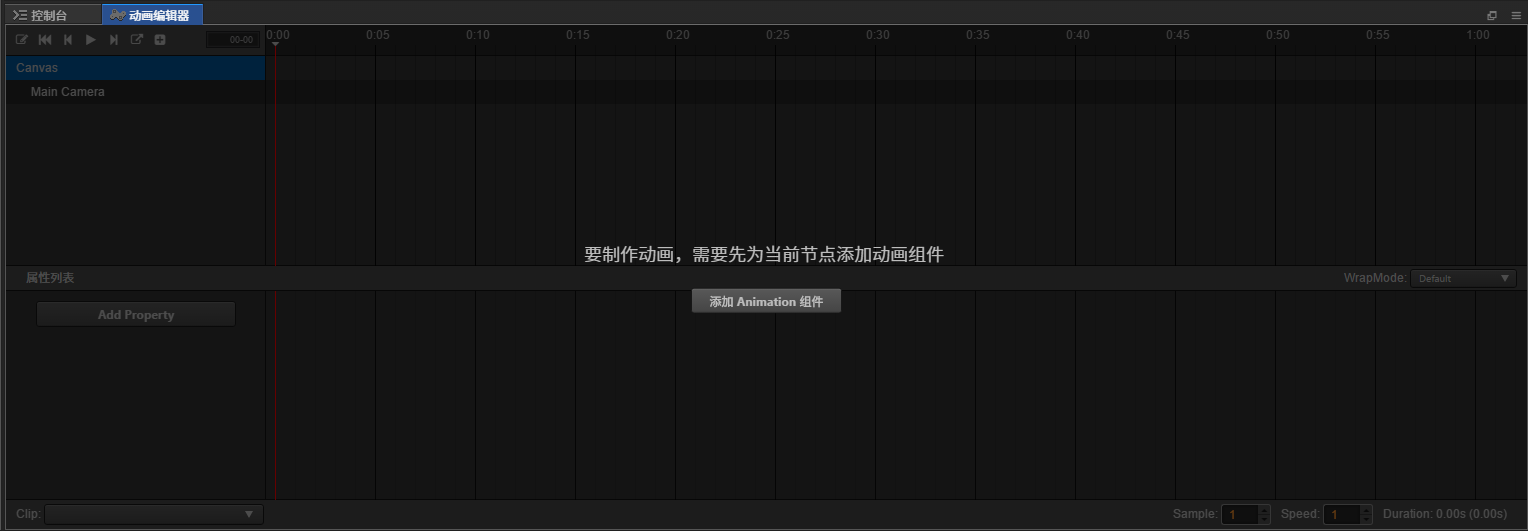 控制台 动画编辑器
00-00 0:00 0:05 0:10 0:15 0:20 0:25 0:30 0:35 0:40 0:45 0:50 0:55 1:00
Canvas
Main Camera
要制作动画，需要先为当前节点添加动画组件
属性列表 WrapMode: Default
添加 Animation 组件
Add Property
Clip: Sample: 1 Speed: 1 Duration: 0.00s (0.00s)